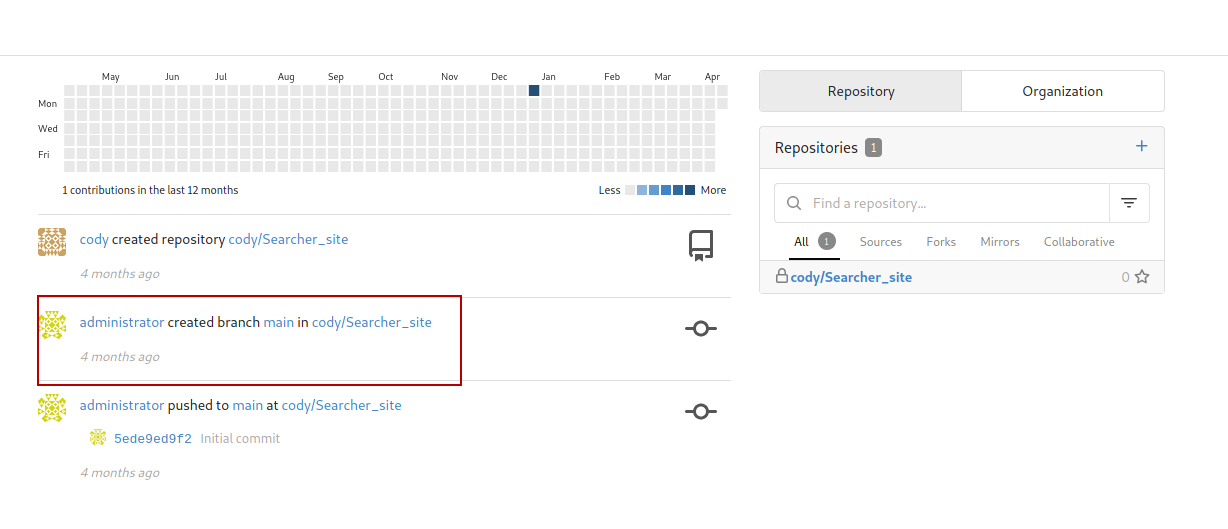 May Jun Jul Aug Sep Oct Nov Dec Jan Feb Mar Apr
Mon
Wed
Fri
1 contributions in the last 12 months
Less More
cody created repository cody/Searcher_site
4 months ago
administrator created branch main in cody/Searcher_site
4 months ago
administrator pushed to main at cody/Searcher_site
5ede9ed9f2 Initial commit
4 months ago
Repository Organization
Repositories 1
Find a repository...
All 1 Sources Forks Mirrors Collaborative
cody/Searcher_site 0